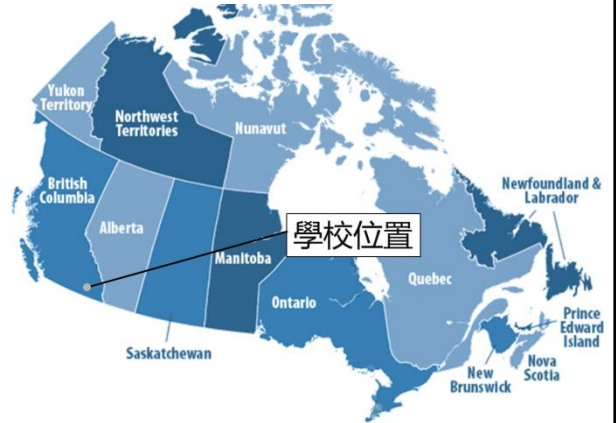 Yukon
Territory
Northwest
Territories
Nunavut
British
Columbia
Alberta
學校位置
Manitoba
Newfoundland &
Labrador
Quebec
Ontario
Saskatchewan
Prince
Edward
Island
New
Brunswick
Nova
Scotia